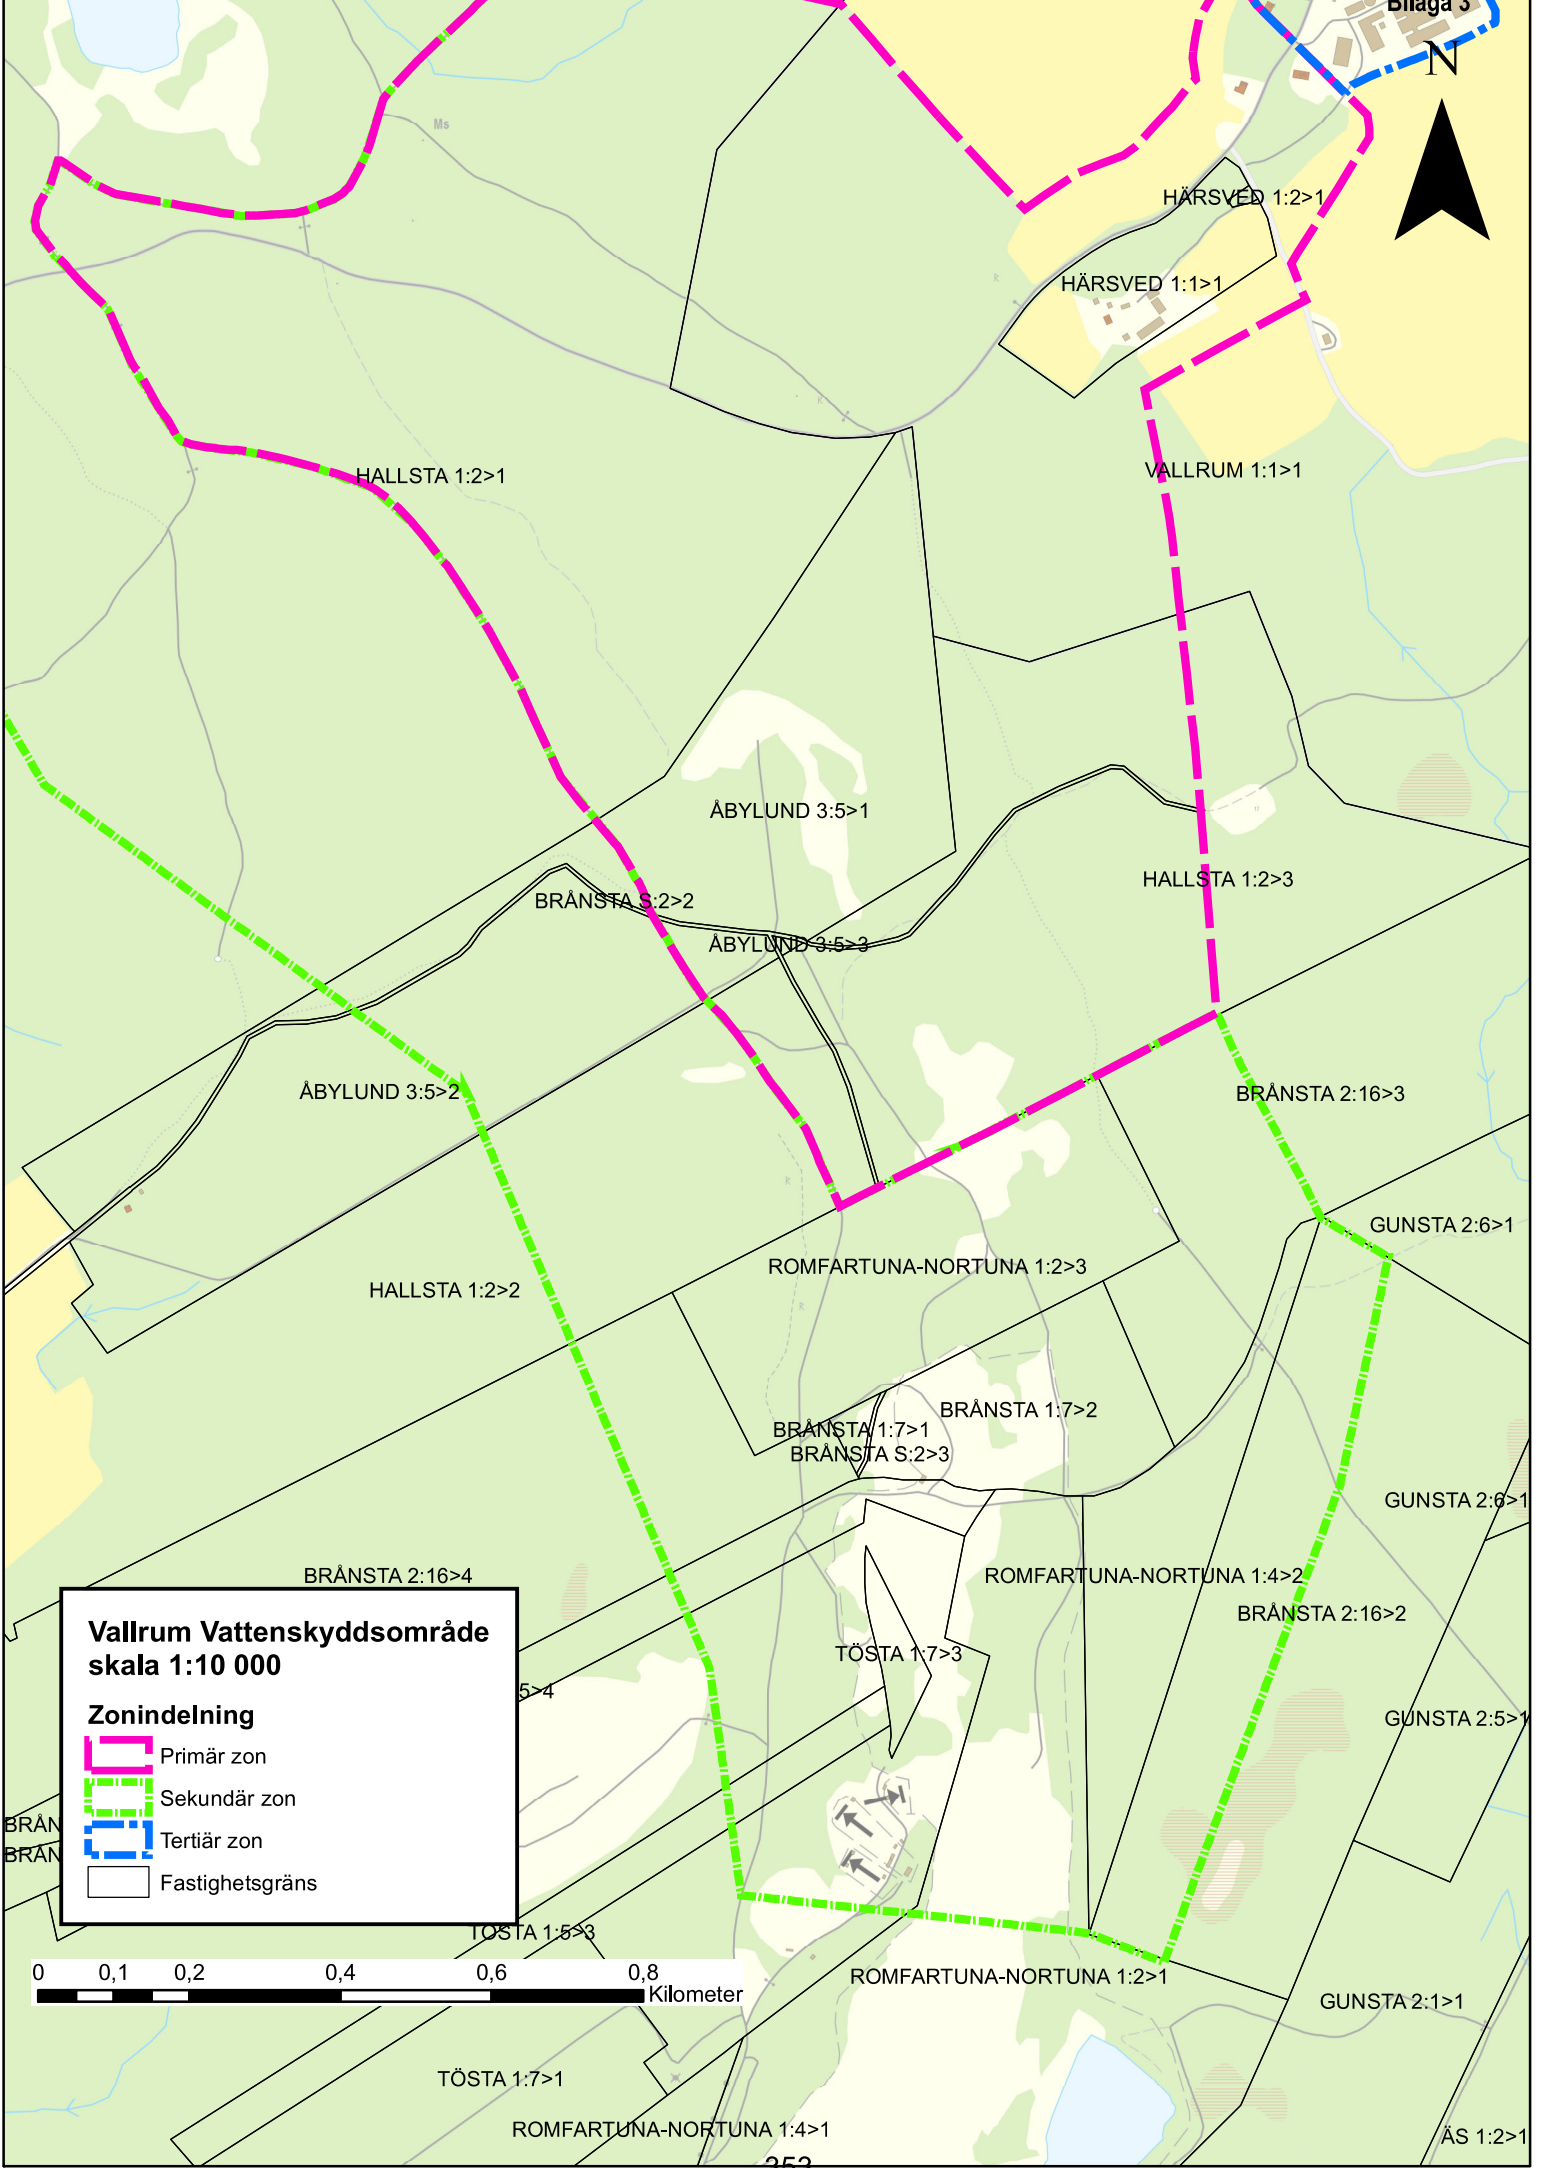 Bilaga 3
N
Ms
HÄRSVED 1:2>1
R
HÄRSVED 1:1>1
R
VALLRUM 1:1>1
HALLSTA 1:2>1
ÅBYLUND 3:5>1
HALLSTA 1:2>3
BRÅNSTA S:2>2
ÅBYLUND 3:5>3
ÅBYLUND 3:5>2
BRÅNSTA 2:16>3
R
GUNSTA 2:6>1
ROMFARTUNA-NORTUNA 1:2>3
HALLSTA 1:2>2
R
BRÅNSTA 1:7>2
BRÅNSTA 1:7>1
BRÅNSTA S:2>3
GUNSTA 2:6>1
BRÅNSTA 2:16>4
ROMFARTUNA-NORTUNA 1:4>2
BRÅNSTA 2:16>2
Vallrum Vattenskyddsområde
skala 1:10 000
TÖSTA 1:7>3
5>4
Zonindelning
GUNSTA 2:5>1
Primär zon
Sekundär zon
BRÅN
Tertiär zon
BRÅN
Fastighetsgräns
TÖSTA 1:5>3
0 0,1 0,2 0,4 0,6 0,8
Kilometer
ROMFARTUNA-NORTUNA 1:2>1
GUNSTA 2:1>1
TÖSTA 1:7>1
ROMFARTUNA-NORTUNA 1:4>1
ÄS 1:2>1
353